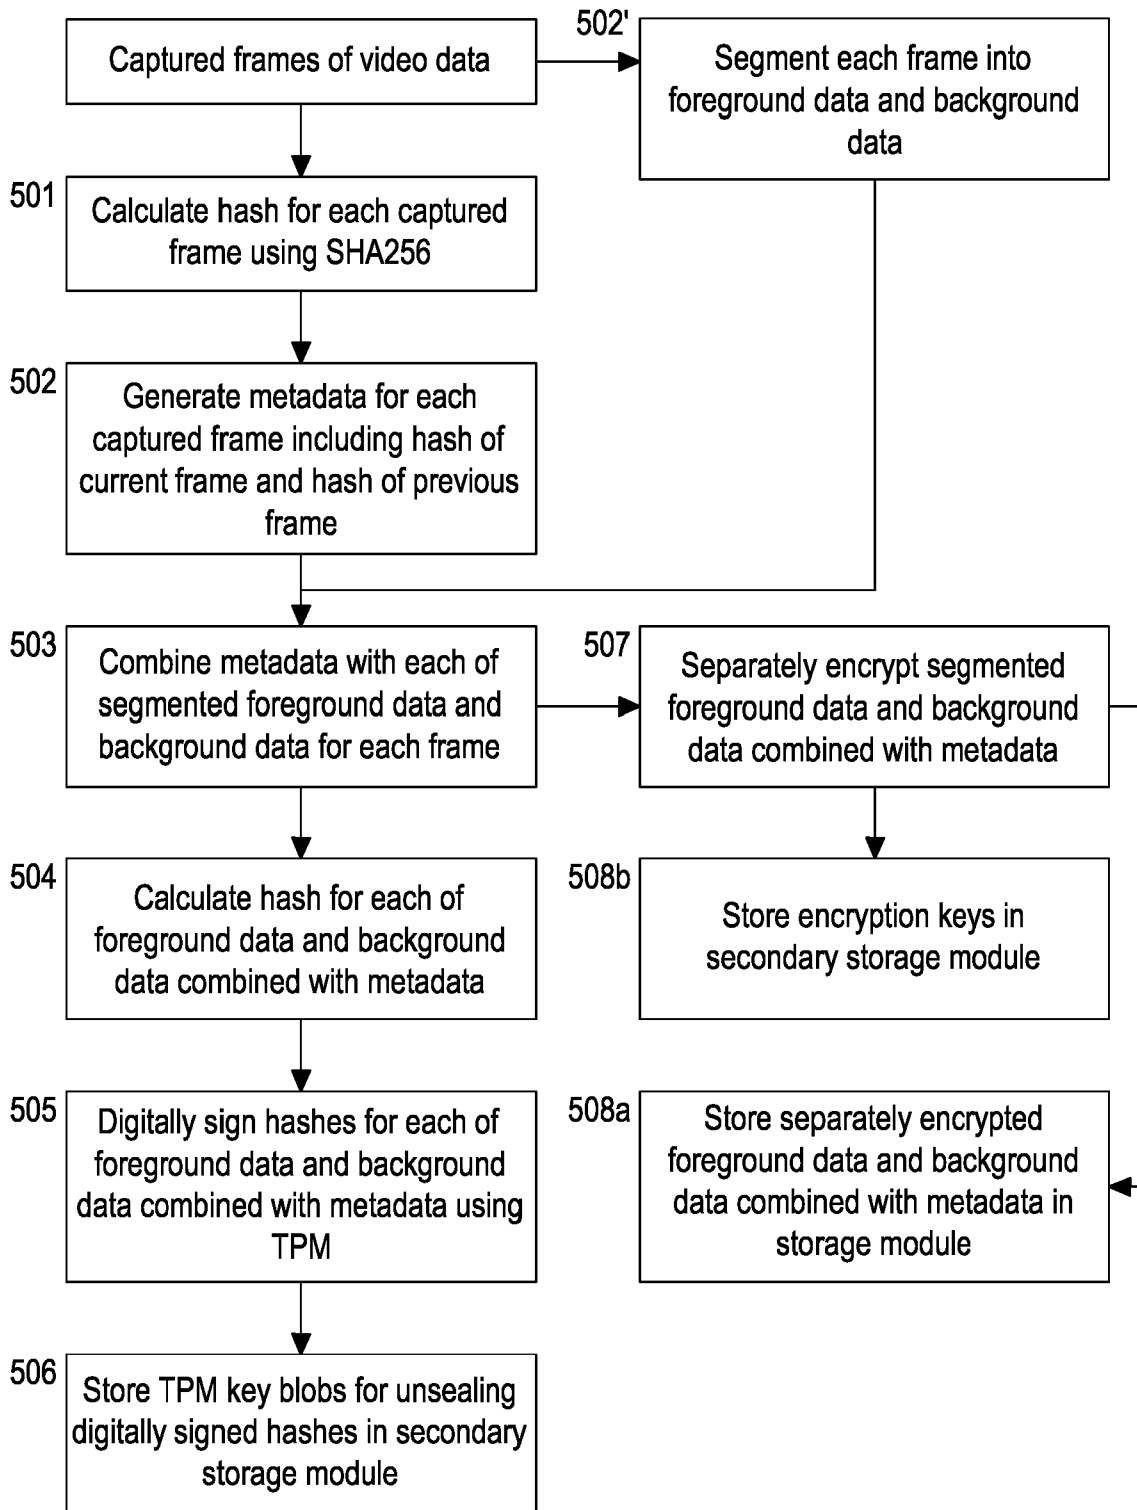 Captured frames of video data
502'
Segment each frame into
foreground data and background
data
501
Calculate hash for each captured
frame using SHA256
502
Generate metadata for each
captured frame including hash of
current frame and hash of previous
frame
503
Combine metadata with each of
segmented foreground data and
background data for each frame
507
Separately encrypt segmented
foreground data and background
data combined with metadata
504
Calculate hash for each of
foreground data and background
data combined with metadata
508b
Store encryption keys in
secondary storage module
505
Digitally sign hashes for each of
foreground data and background
data combined with metadata using
TPM
508a
Store separately encrypted
foreground data and background
data combined with metadata in
storage module
506
Store TPM key blobs for unsealing
digitally signed hashes in secondary
storage module